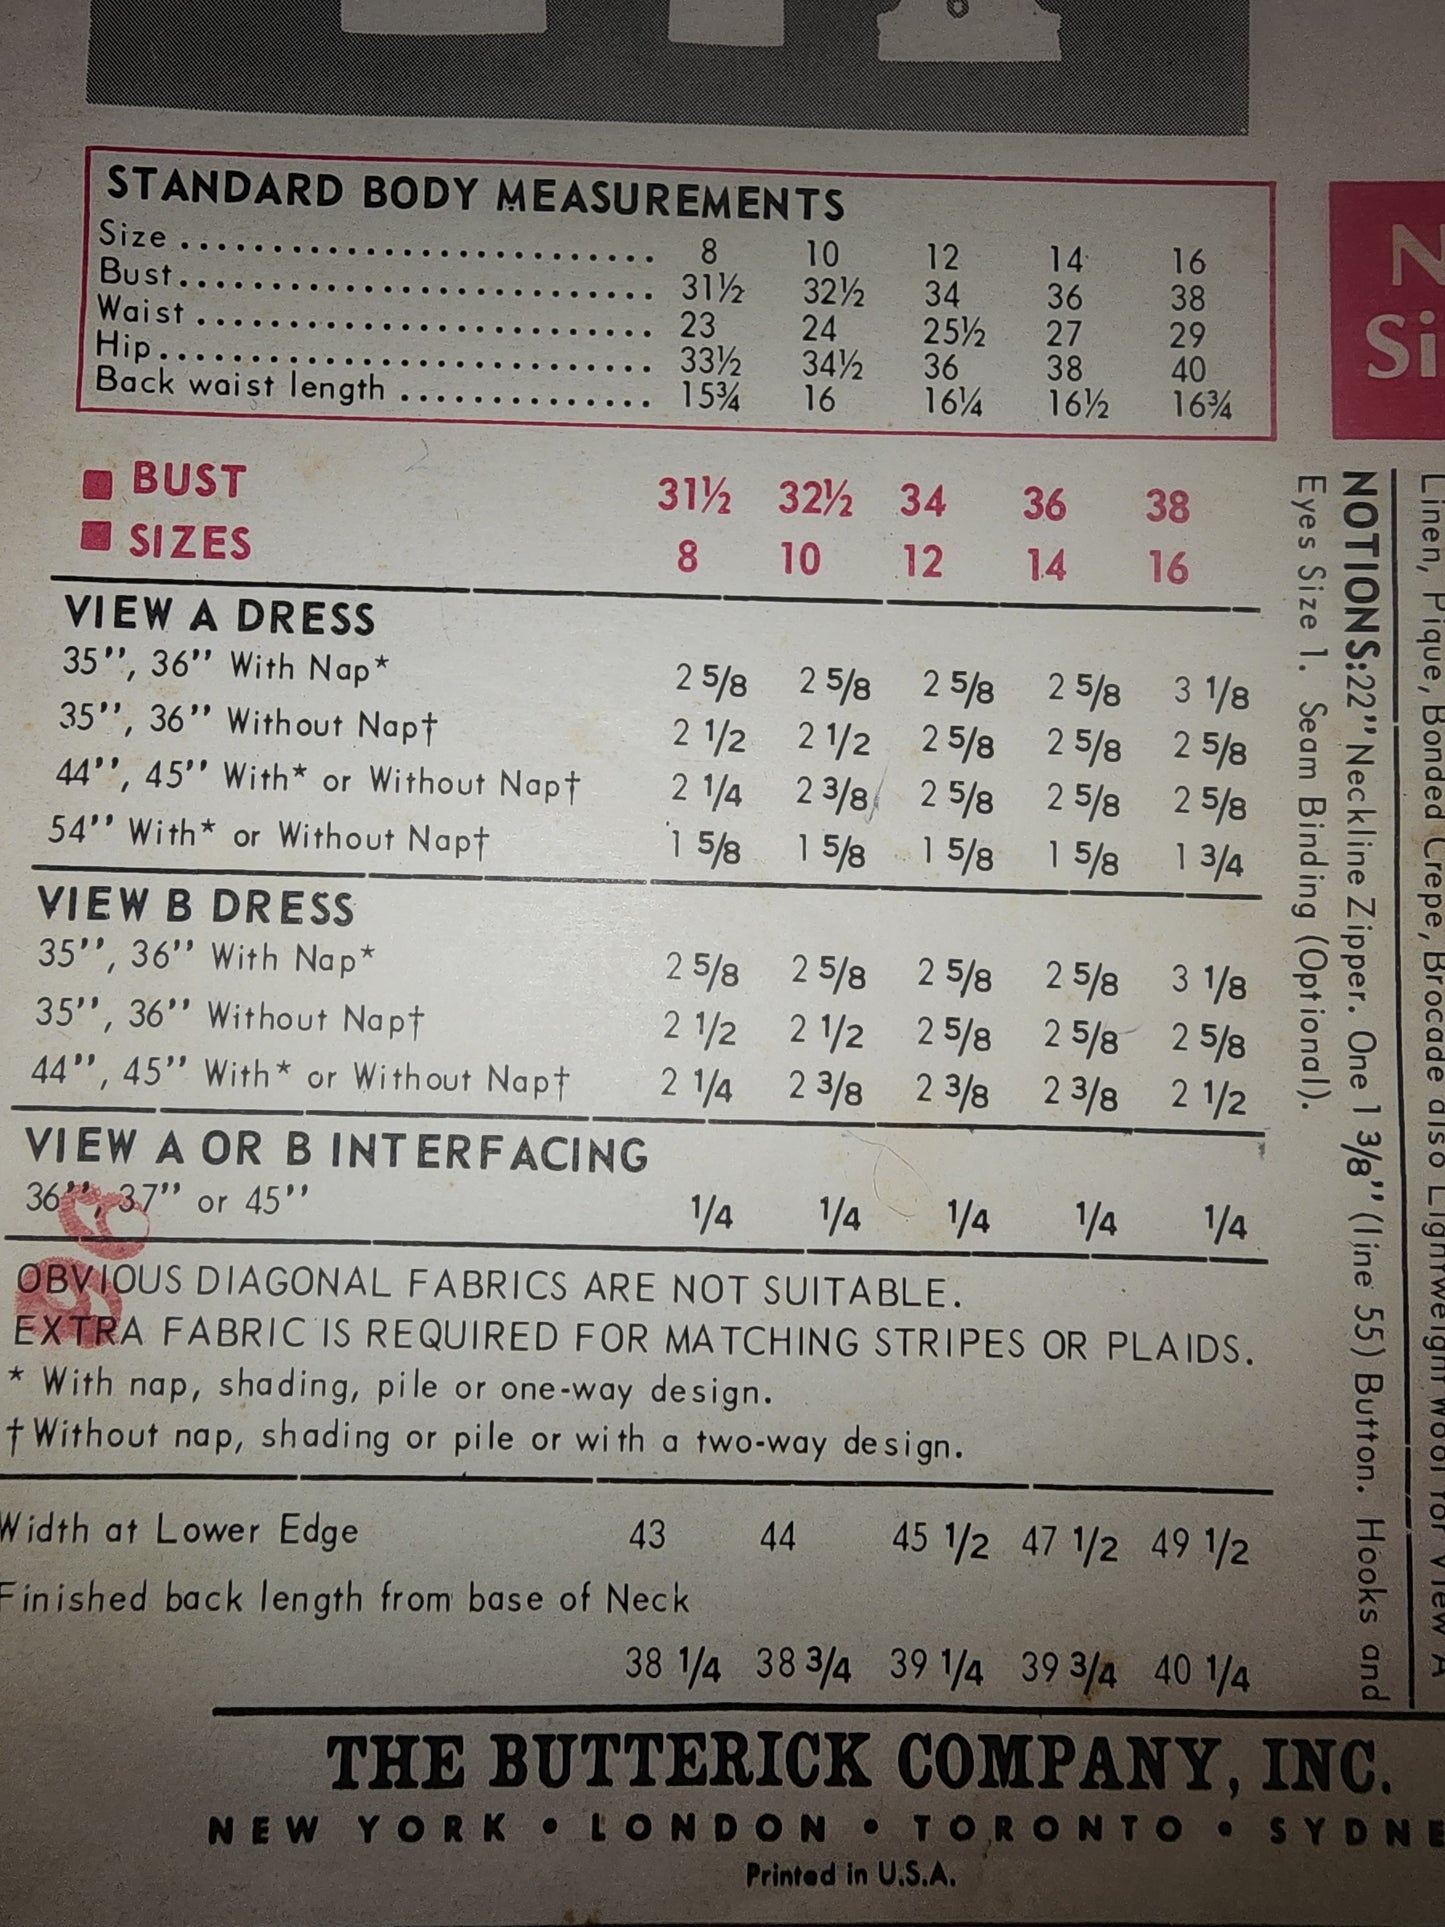 STANDARD BODY MEASUREMENTS
Size ............................ 8 10 12 14 16
Bust............................. 31½ 32½ 34 36 38
Waist ............................ 23 24 25½ 27 29
Hip.............................. 33½ 34½ 36 38 40
Back waist length ............... 15¾ 16 16¼ 16½ 16¾
BUST 31½ 32½ 34 36 38
SIZES 8 10 12 14 16
VIEW A DRESS
35'', 36'' With Nap* 2 5/8 2 5/8 2 5/8 2 5/8 3 1/8
35'', 36'' Without Nap† 2 1/2 2 1/2 2 5/8 2 5/8 2 5/8
44'', 45'' With* or Without Nap† 2 1/4 2 3/8 2 5/8 2 5/8 2 5/8
54'' With* or Without Nap† 1 5/8 1 5/8 1 5/8 1 5/8 1 3/4
VIEW B DRESS
35'', 36'' With Nap* 2 5/8 2 5/8 2 5/8 2 5/8 3 1/8
35'', 36'' Without Nap† 2 1/2 2 1/2 2 5/8 2 5/8 2 5/8
44'', 45'' With* or Without Nap† 2 1/4 2 3/8 2 3/8 2 3/8 2 1/2
VIEW A OR B INTERFACING
36'', 37'' or 45'' 1/4 1/4 1/4 1/4 1/4
OBVIOUS DIAGONAL FABRICS ARE NOT SUITABLE.
EXTRA FABRIC IS REQUIRED FOR MATCHING STRIPES OR PLAIDS.
* With nap, shading, pile or one-way design.
† Without nap, shading or pile or with a two-way design.
Width at Lower Edge 43 44 45 1/2 47 1/2 49 1/2
Finished back length from base of Neck
38 1/4 38 3/4 39 1/4 39 3/4 40 1/4
THE BUTTERICK COMPANY, INC.
NEW YORK • LONDON • TORONTO • SYDNE
Printed in U.S.A.
N
Si
Linen, Pique, Bonded Crepe, Brocade also Lightweight Wool for View A
NOTIONS:22'' Neckline Zipper. One 1 3/8'' (line 55) Button. Hooks and
Eyes Size 1. Seam Binding (Optional).